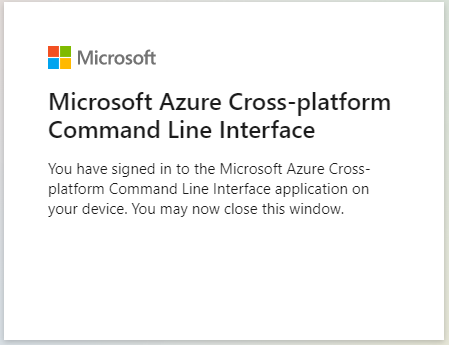 Microsoft
Microsoft Azure Cross-platform
Command Line Interface
You have signed in to the Microsoft Azure Cross-
platform Command Line Interface application on
your device. You may now close this window.